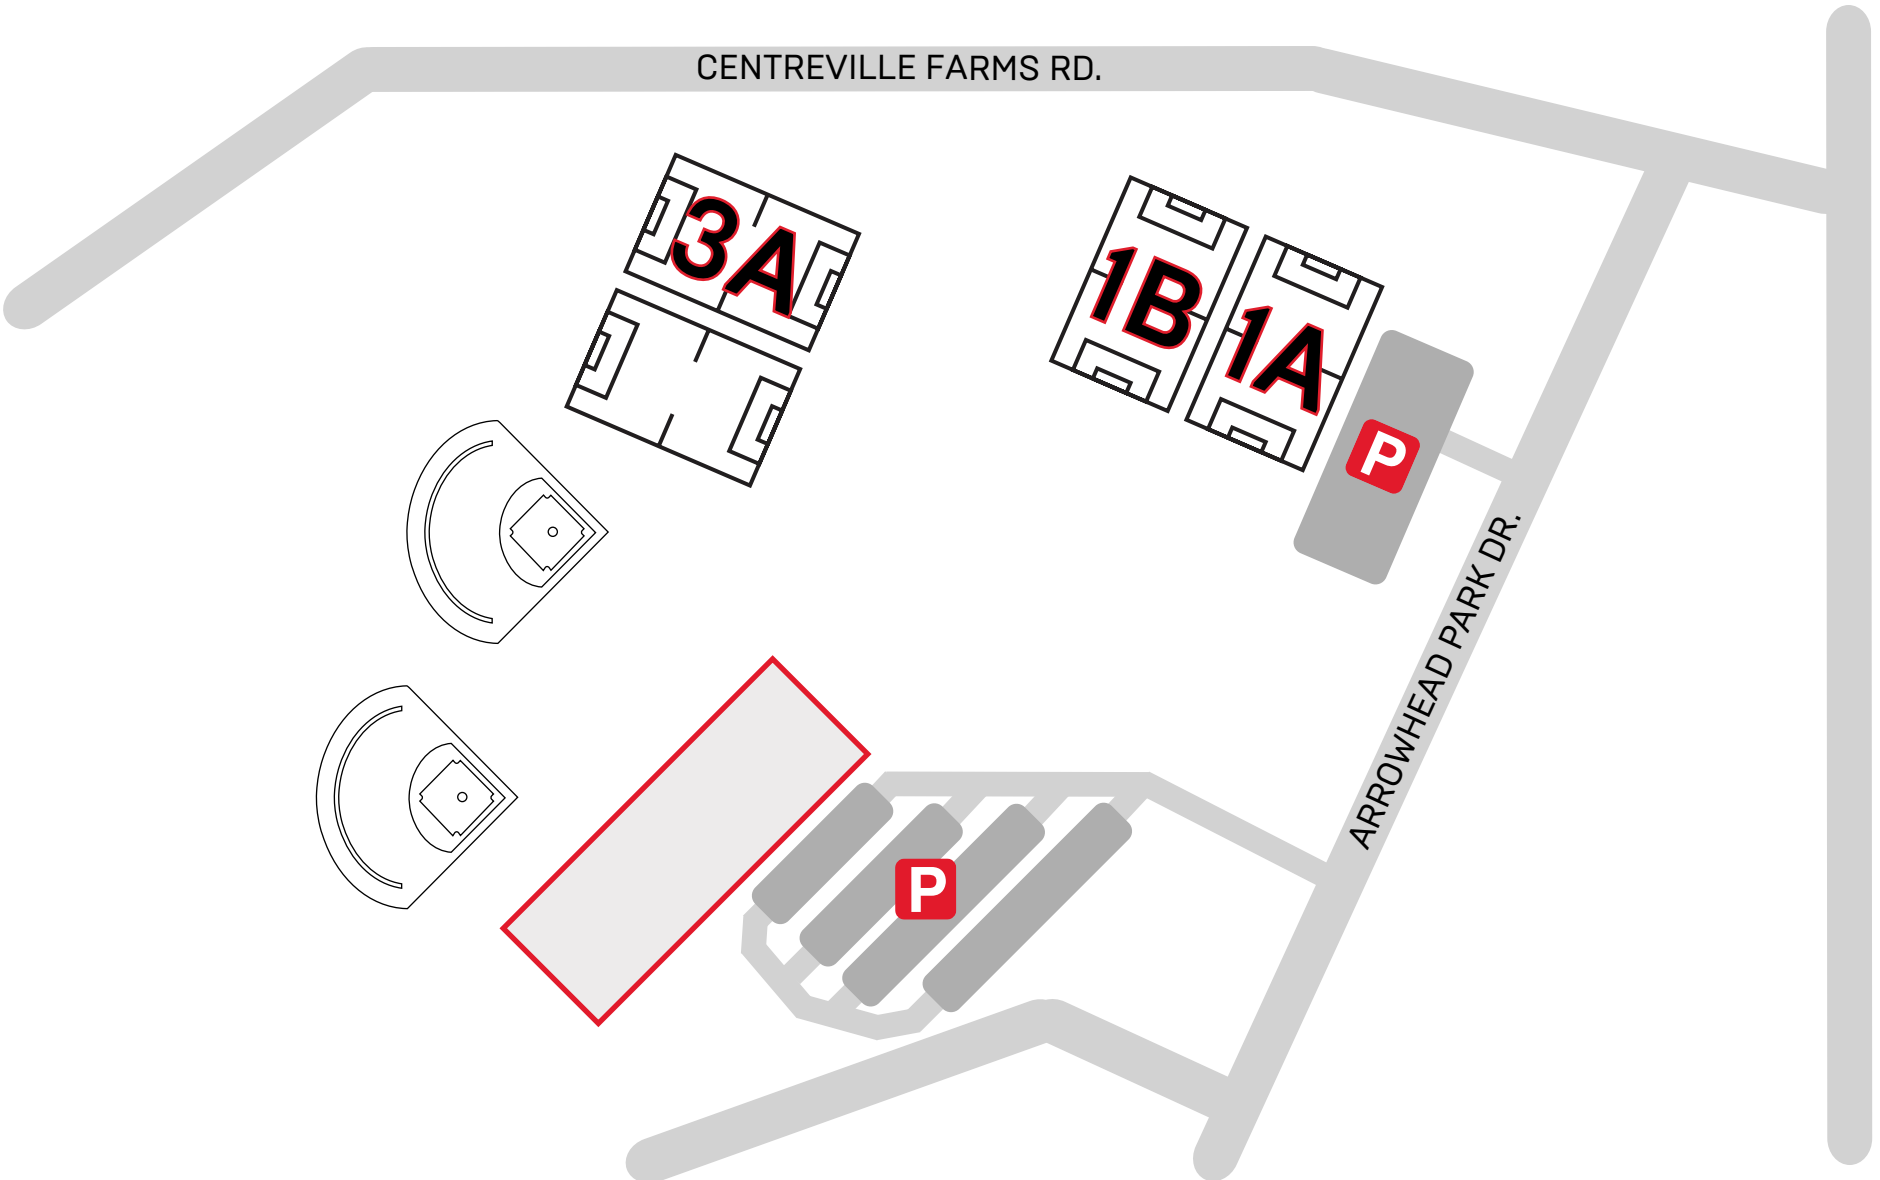 CENTREVILLE FARMS RD.
3A
1B
1A
P
ARROWHEAD PARK DR.
P